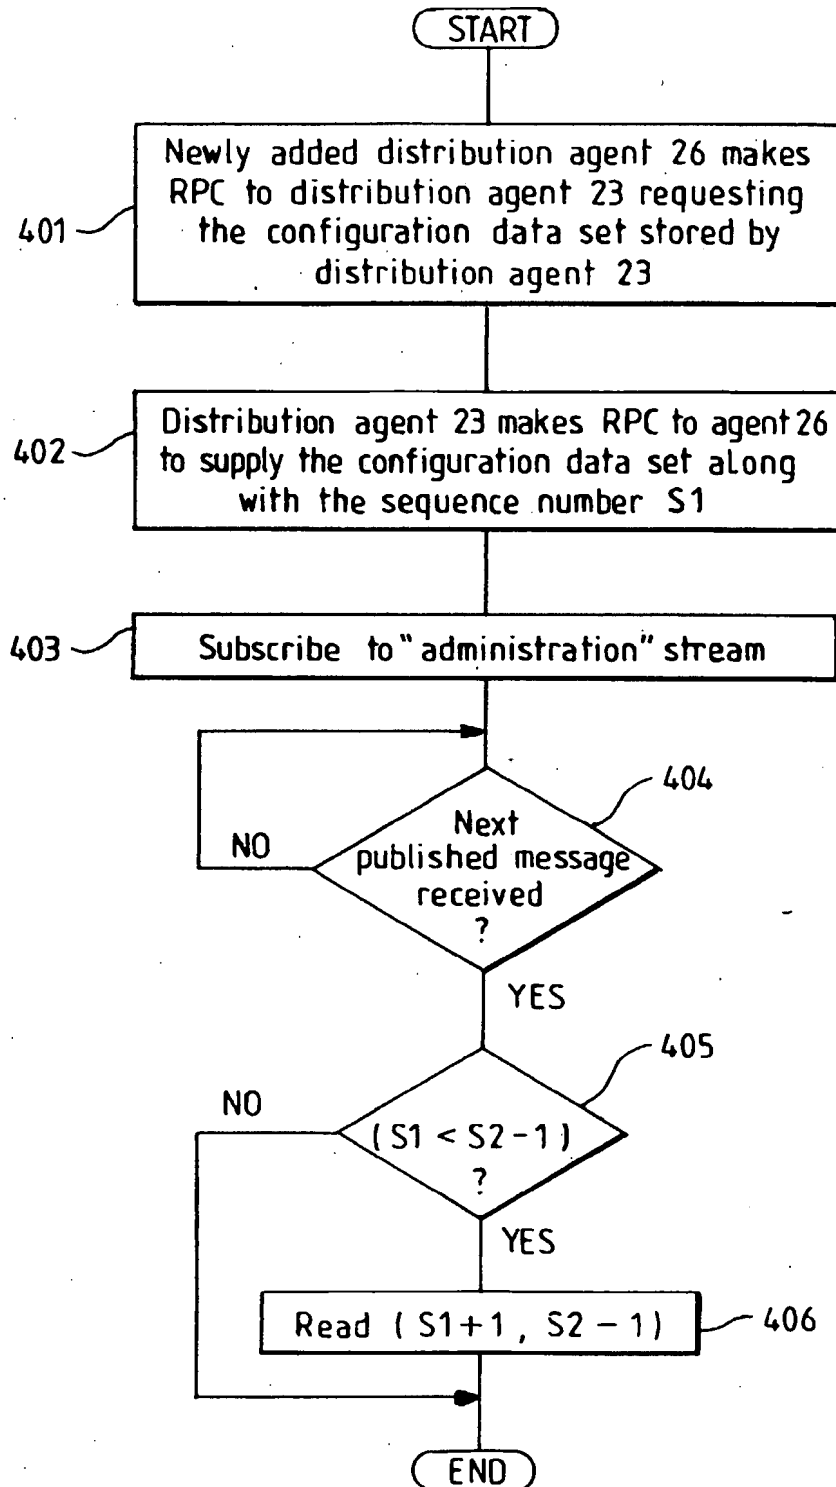 START
Newly added distribution agent 26 makes
RPC to distribution agent 23 requesting
the configuration data set stored by
distribution agent 23
401
Distribution agent 23 makes RPC to agent 26
to supply the configuration data set along
with the sequence number S1
402
Subscribe to "administration" stream
403
404
Next
published message
received
?
NO
YES
405
NO
(S1 < S2-1)
?
YES
Read (S1+1, S2-1)
406
END